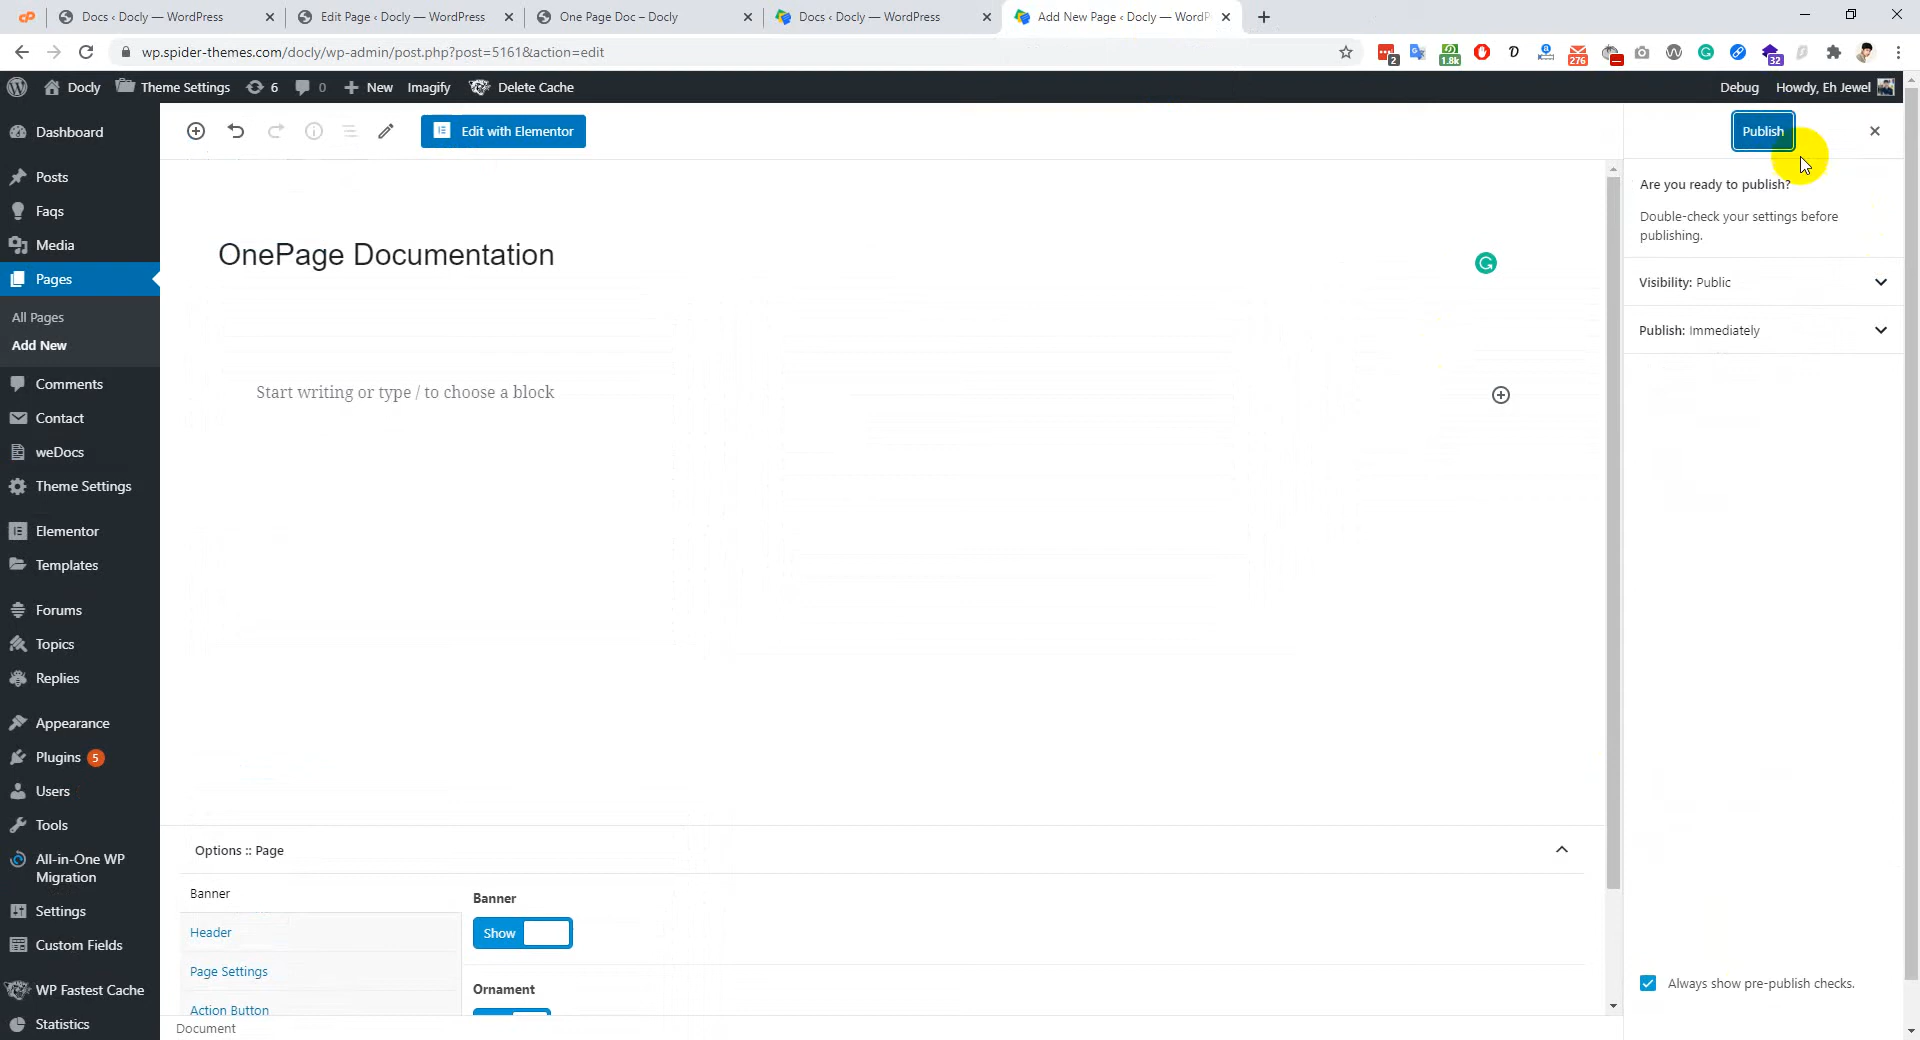 Docs ‹ Docly — WordPress
Edit Page ‹ Docly — WordPress
One Page Doc – Docly
Docs ‹ Docly — WordPress
Add New Page ‹ Docly — WordP
wp.spider-themes.com/docly/wp-admin/post.php?post=5161&action=edit
2
1.8k
276
32
Docly
Theme Settings
6
0
New
Imagify
Delete Cache
Debug
Howdy, Eh Jewel
Dashboard
Posts
Faqs
Media
Pages
All Pages
Add New
Comments
Contact
weDocs
Theme Settings
Elementor
Templates
Forums
Topics
Replies
Appearance
Plugins 5
Users
Tools
All-in-One WP
Migration
Settings
Custom Fields
WP Fastest Cache
Statistics
Edit with Elementor
OnePage Documentation
Start writing or type / to choose a block
Options :: Page
Banner
Header
Page Settings
Action Button
Banner
Show
Ornament
Document
Publish
Are you ready to publish?
Double-check your settings before
publishing.
Visibility: Public
Publish: Immediately
Always show pre-publish checks.